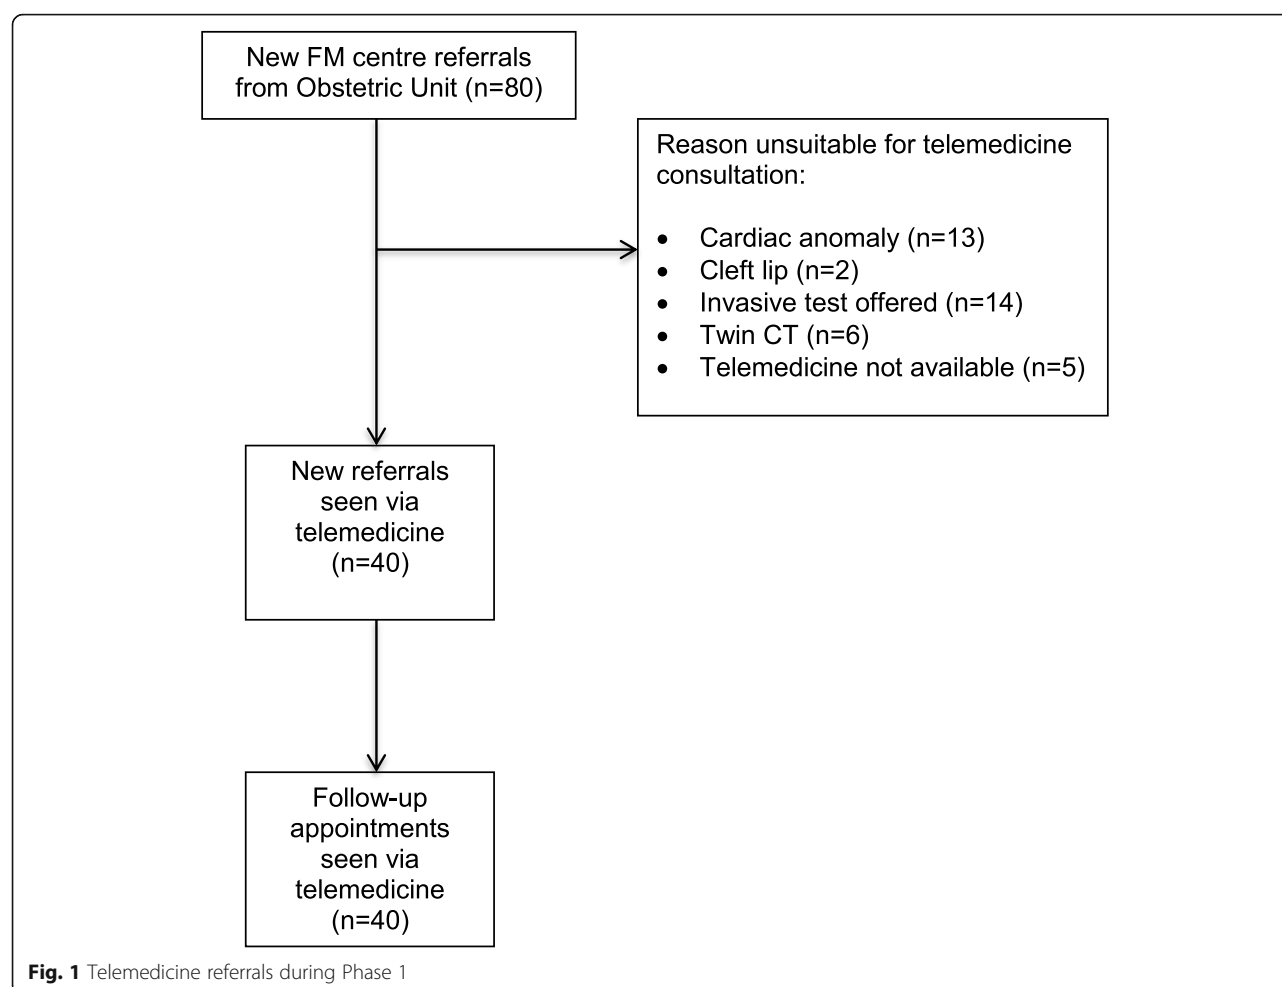 New FM centre referrals
from Obstetric Unit (n=80)
Reason unsuitable for telemedicine
consultation:
• Cardiac anomaly (n=13)
• Cleft lip (n=2)
• Invasive test offered (n=14)
• Twin CT (n=6)
• Telemedicine not available (n=5)
New referrals
seen via
telemedicine
(n=40)
Follow-up
appointments
seen via
telemedicine
(n=40)
Fig. 1 Telemedicine referrals during Phase 1